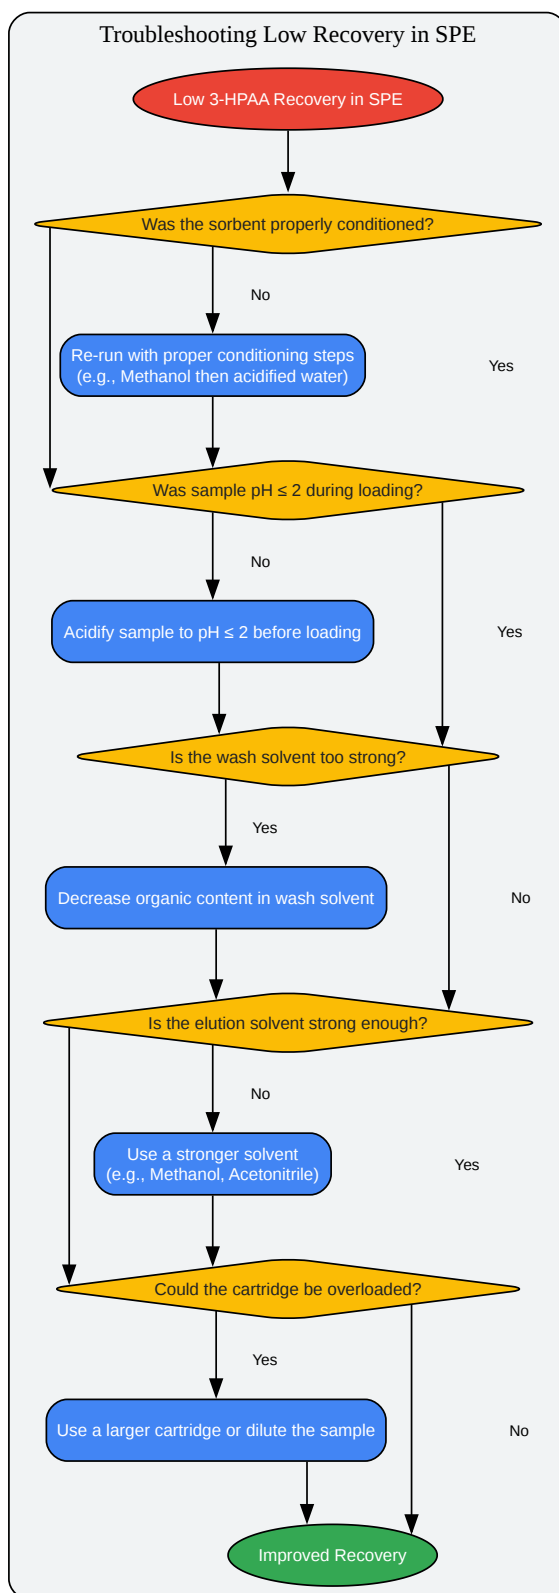 Troubleshooting Low Recovery in SPE
Low 3-HPAA Recovery in SPE
Was the sorbent properly conditioned?
No
Re-run with proper conditioning steps
(e.g., Methanol then acidified water)
Yes
Was sample pH ≤ 2 during loading?
No
Acidify sample to pH ≤ 2 before loading
Yes
Is the wash solvent too strong?
Yes
Decrease organic content in wash solvent
No
Is the elution solvent strong enough?
No
Use a stronger solvent
(e.g., Methanol, Acetonitrile)
Yes
Could the cartridge be overloaded?
Yes
Use a larger cartridge or dilute the sample
No
Improved Recovery